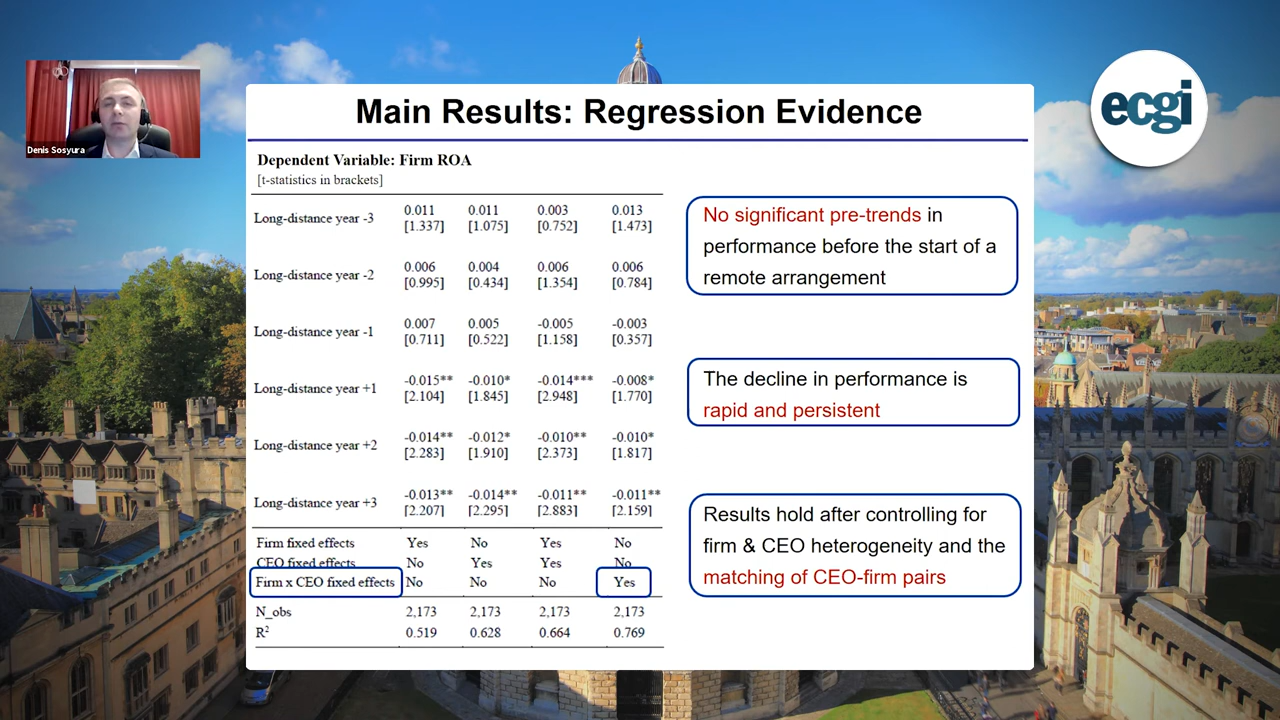 Main Results: Regression Evidence
ecgi
Denis Sosyura
Dependent Variable: Firm ROA
[t-statistics in brackets]
Long-distance year -3 0.011 0.011 0.003 0.013
[1.337] [1.075] [0.752] [1.473]
Long-distance year -2 0.006 0.004 0.006 0.006
[0.995] [0.434] [1.354] [0.784]
Long-distance year -1 0.007 0.005 -0.005 -0.003
[0.711] [0.522] [1.158] [0.357]
Long-distance year +1 -0.015** -0.010* -0.014*** -0.008*
[2.104] [1.845] [2.948] [1.770]
Long-distance year +2 -0.014** -0.012* -0.010** -0.010*
[2.283] [1.910] [2.373] [1.817]
Long-distance year +3 -0.013** -0.014** -0.011** -0.011**
[2.207] [2.295] [2.883] [2.159]
Firm fixed effects Yes No Yes No
CEO fixed effects No Yes Yes No
Firm x CEO fixed effects No No No Yes
N_obs 2,173 2,173 2,173 2,173
R² 0.519 0.628 0.664 0.769
No significant pre-trends in
performance before the start of a
remote arrangement
The decline in performance is
rapid and persistent
Results hold after controlling for
firm & CEO heterogeneity and the
matching of CEO-firm pairs